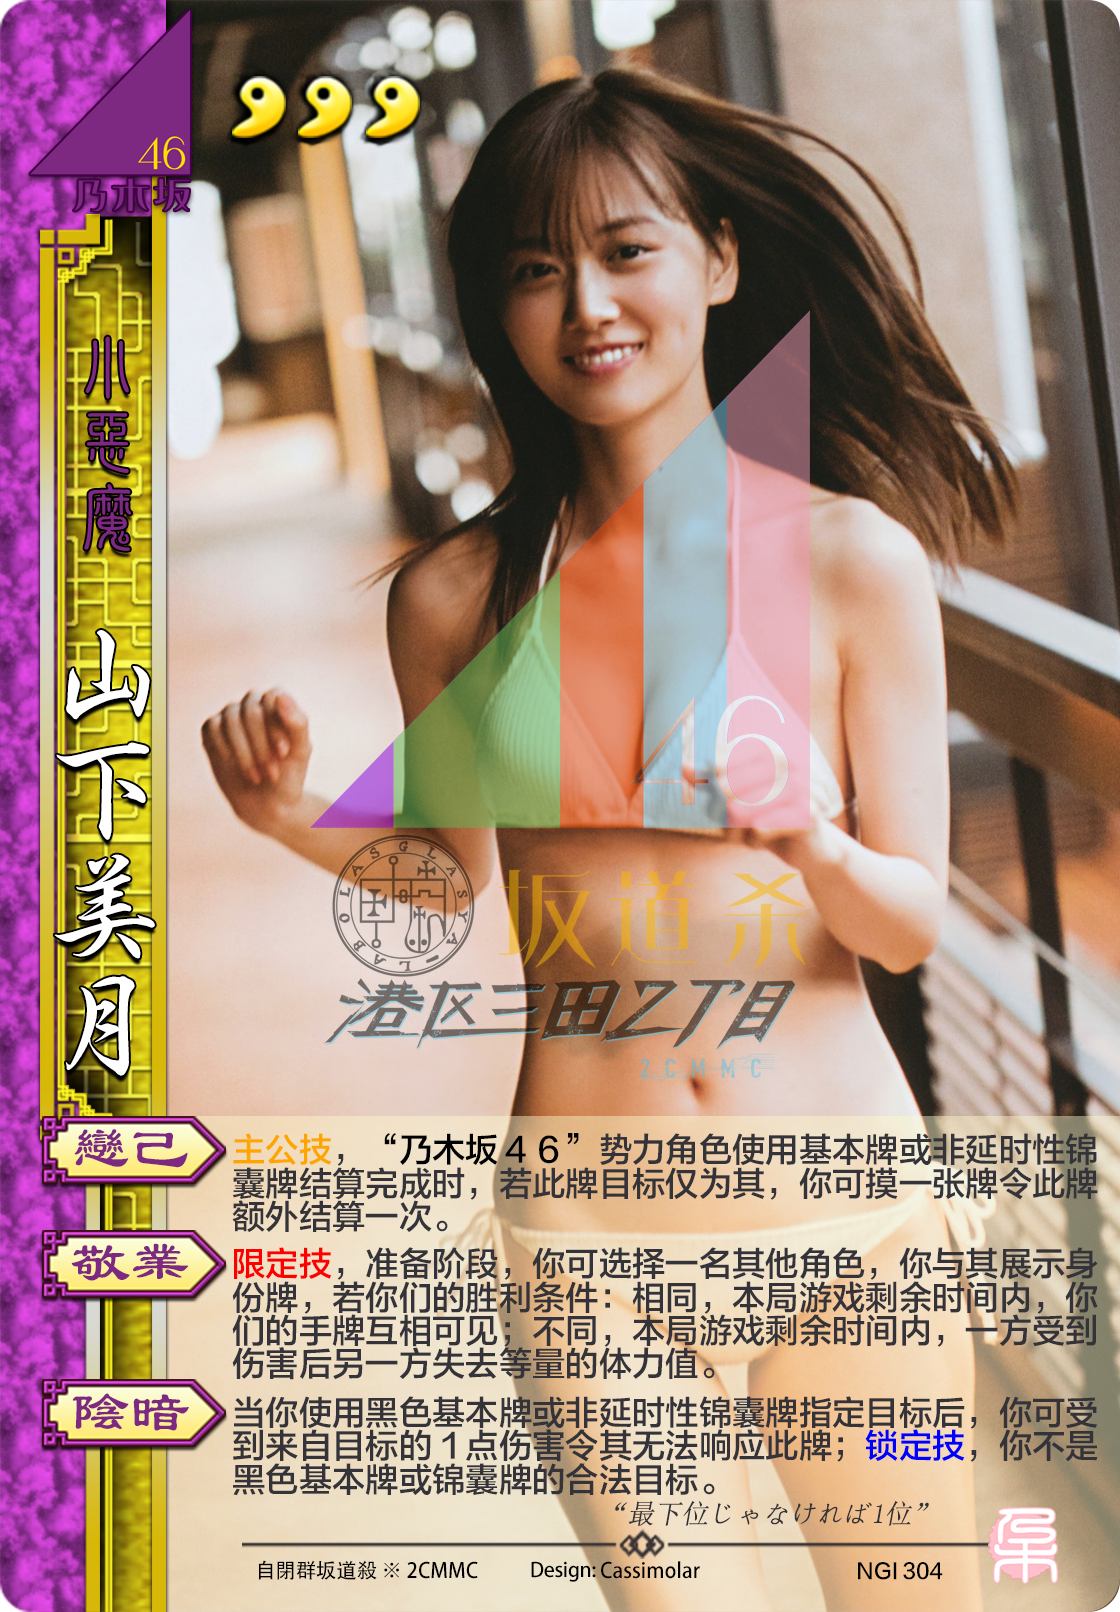 46
乃木坂
小惡魔
山下美月
46
GLASYA-LABOLAS
8
坂道杀
港区三田2丁目
2CMMC
戀己
主公技，“乃木坂４６”势力角色使用基本牌或非延时性锦
囊牌结算完成时，若此牌目标仅为其，你可摸一张牌令此牌
额外结算一次。
敬業
限定技，准备阶段，你可选择一名其他角色，你与其展示身
份牌，若你们的胜利条件：相同，本局游戏剩余时间内，你
们的手牌互相可见；不同，本局游戏剩余时间内，一方受到
伤害后另一方失去等量的体力值。
陰暗
当你使用黑色基本牌或非延时性锦囊牌指定目标后，你可受
到来自目标的１点伤害令其无法响应此牌；锁定技，你不是
黑色基本牌或锦囊牌的合法目标。
“最下位じゃなければ1位”
自閉群坂道殺 ※ 2CMMC
Design: Cassimolar
NGI 304